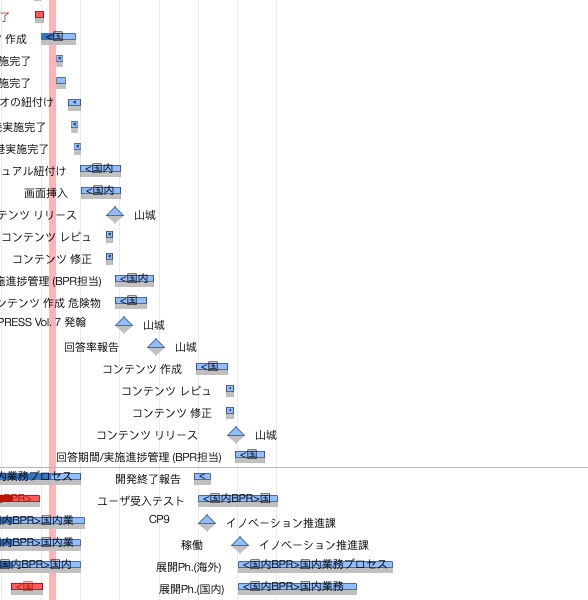 了
作成 <国
施完了
施完了
オの紐付け
実施完了
実施完了
ュアル紐付け <国内
画面挿入 <国内
テンツ リリース 山城
コンテンツ レビュ
コンテンツ 修正
施進捗管理 (BPR担当) <国内
ンテンツ 作成 危険物 <国
PRESS Vol. 7 発翰 山城
回答率報告 山城
コンテンツ 作成 <国
コンテンツ レビュ
コンテンツ 修正
コンテンツ リリース 山城
回答期間/実施進捗管理 (BPR担当) <国
内業務プロセス 開発終了報告 <
BPR> ユーザ受入テスト <国内BPR>国
内BPR>国内業 CP9 イノベーション推進課
内BPR>国内業 稼働 イノベーション推進課
国内BPR>国内 展開Ph.(海外) <国内BPR>国内業務プロセス
<国 展開Ph.(国内) <国内BPR>国内業務